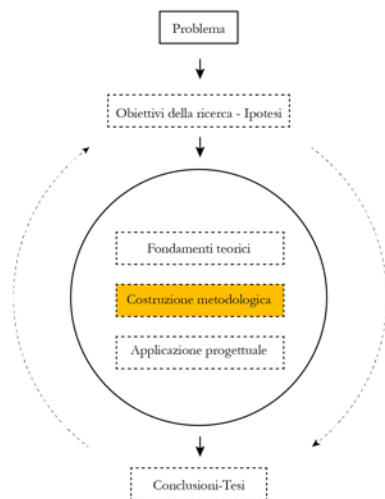 Problema
Obiettivi della ricerca - Ipotesi
Fondamenti teorici
Costruzione metodologica
Applicazione progettuale
Conclusioni-Tesi